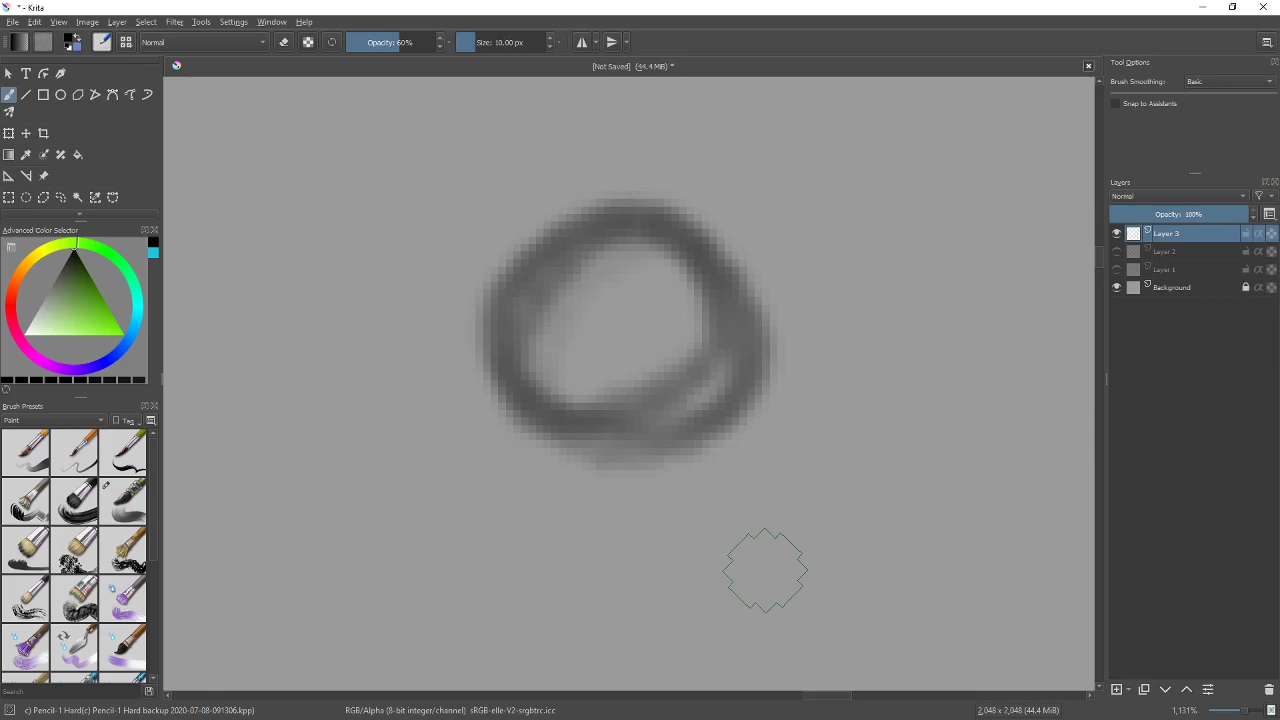 * - Krita
File Edit View Image Layer Select Filter Tools Settings Window Help
Normal Opacity: 60% Size: 10.00 px
[Not Saved] (44.4 MiB) *
Tool Options
Brush Smoothing: Basic
Snap to Assistants
Layers
Normal
Opacity: 100%
Layer 3
Layer 2
Layer 1
Background
Advanced Color Selector
Brush Presets
Paint Tag
Search
c) Pencil-1 Hard(c) Pencil-1 Hard backup 2020-07-08-091306.kpp) RGB/Alpha (8-bit integer/channel) sRGB-elle-V2-srgbtrc.icc 2,048 x 2,048 (44.4 MiB) 1,131%